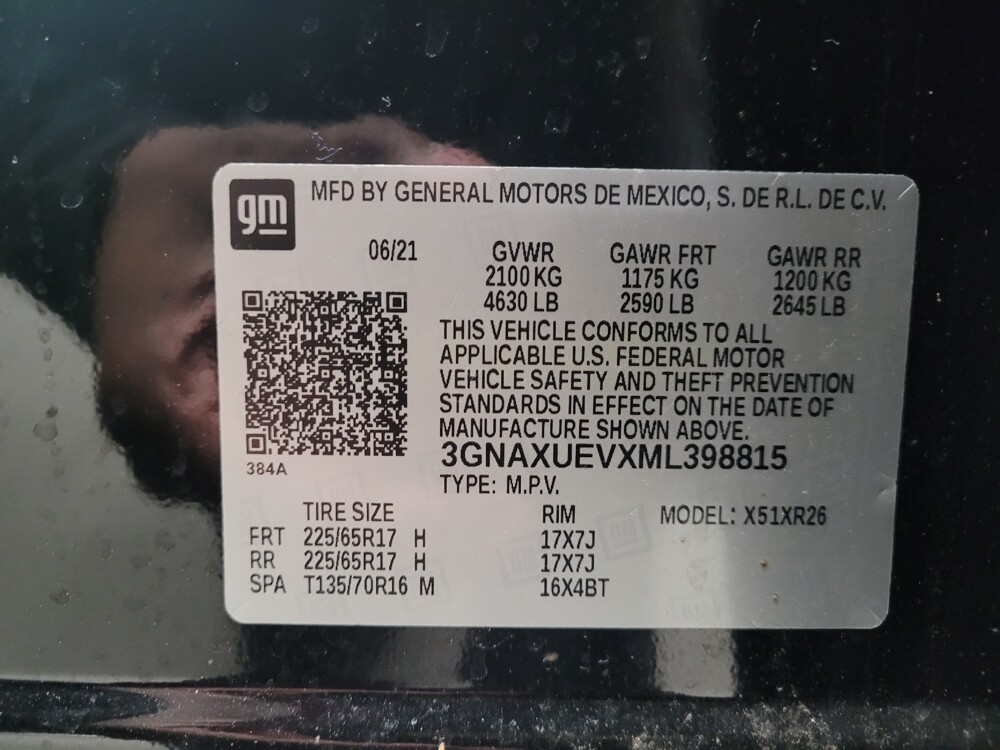 gm
MFD BY GENERAL MOTORS DE MEXICO, S. DE R.L. DE C.V.
06/21 GVWR GAWR FRT GAWR RR
2100 KG 1175 KG 1200 KG
4630 LB 2590 LB 2645 LB
THIS VEHICLE CONFORMS TO ALL
APPLICABLE U.S. FEDERAL MOTOR
VEHICLE SAFETY AND THEFT PREVENTION
STANDARDS IN EFFECT ON THE DATE OF
MANUFACTURE SHOWN ABOVE.
3GNAXUEVXML398815
384A
TYPE: M.P.V.
TIRE SIZE RIM MODEL: X51XR26
FRT 225/65R17 H 17X7J
RR 225/65R17 H 17X7J
SPA T135/70R16 M 16X4BT